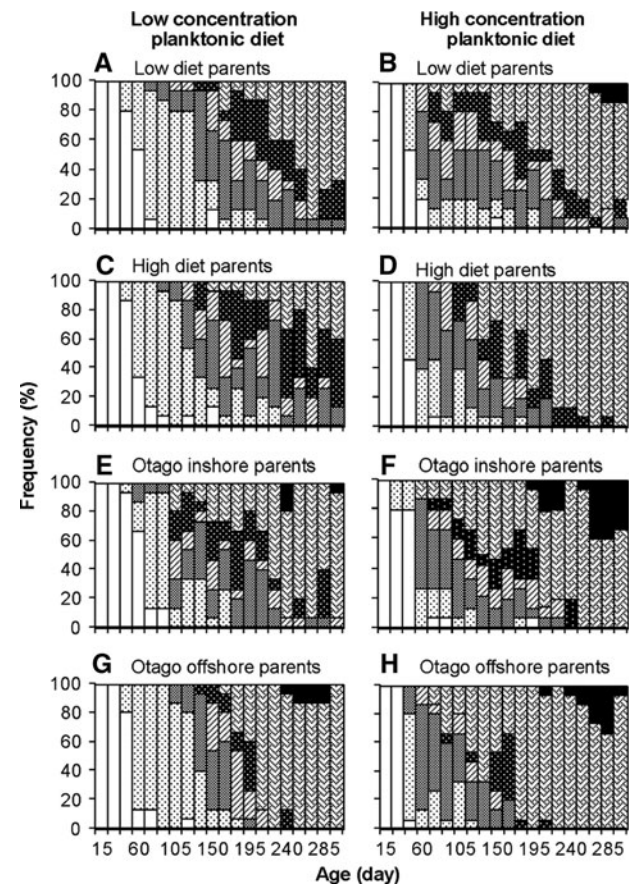 Low concentration planktonic diet
High concentration planktonic diet
A Low diet parents
B Low diet parents
100
80
60
40
20
0
C High diet parents
D High diet parents
100
80
60
40
20
0
Frequency (%)
E Otago inshore parents
F Otago inshore parents
100
80
60
40
20
0
G Otago offshore parents
H Otago offshore parents
100
80
60
40
20
0
15 60 105 150 195 240 285
15 60 105 150 195 240 285
Age (day)